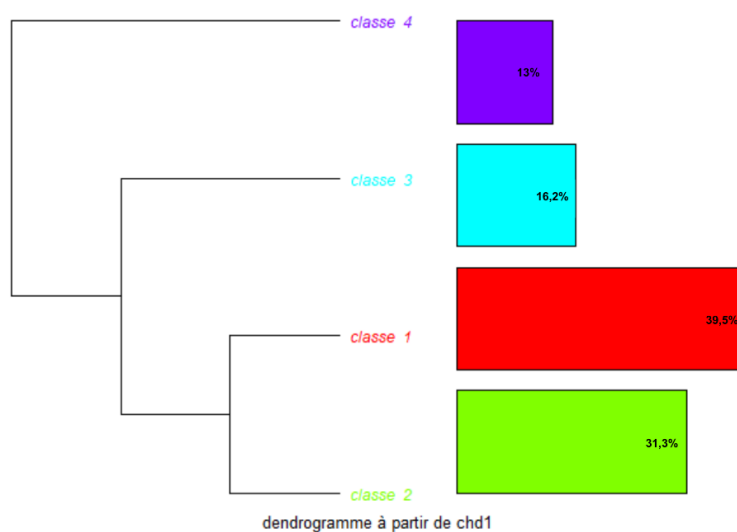 classe 4
13%
classe 3
16,2%
classe 1
39,5%
classe 2
31,3%
dendrogramme à partir de chd1